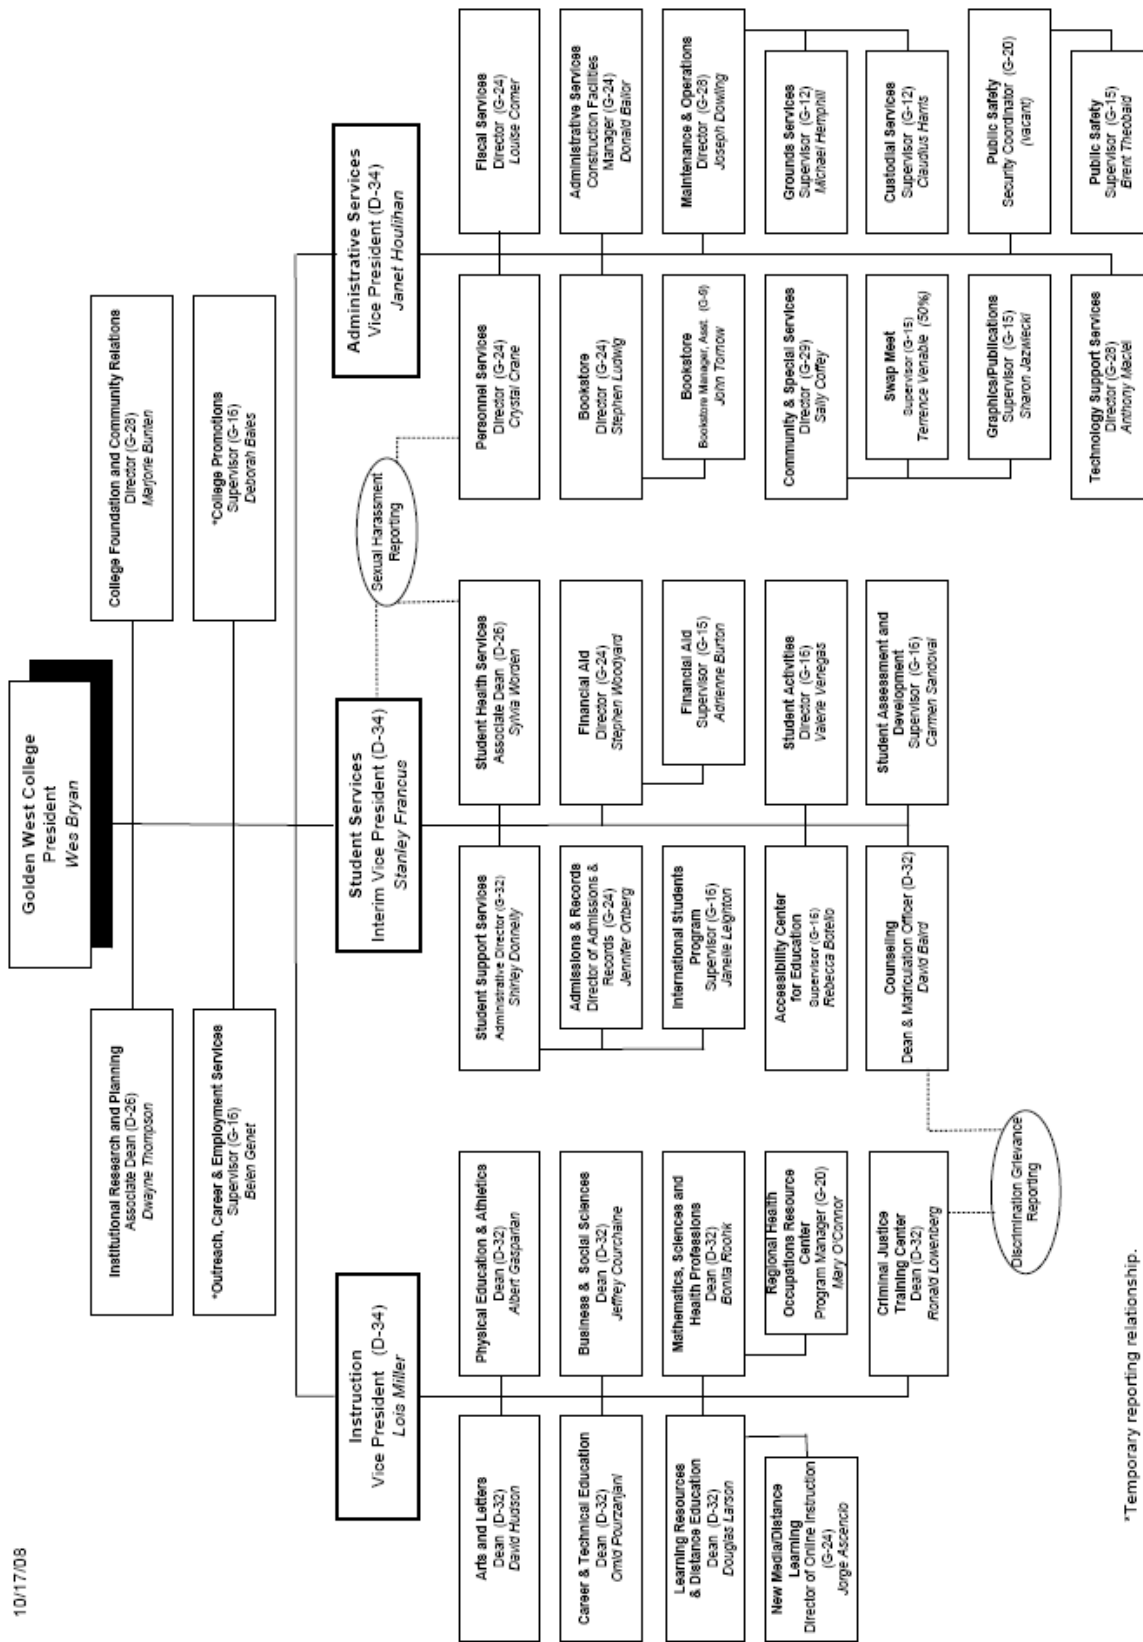 10/17/08
Golden West College
President
Wes Bryan
Institutional Research and Planning
Associate Dean (D-26)
Dwayne Thompson
College Foundation and Community Relations
Director (G-28)
Marjorie Bunten
*Outreach, Career & Employment Services
Supervisor (G-16)
Belen Genet
*College Promotions
Supervisor (G-16)
Deborah Bales
Instruction
Vice President (D-34)
Lois Miller
Student Services
Interim Vice President (D-34)
Stanley Francus
Administrative Services
Vice President (D-34)
Janet Houlihan
Sexual Harassment
Reporting
Arts and Letters
Dean (D-32)
David Hudson
Physical Education & Athletics
Dean (D-32)
Albert Gasparian
Career & Technical Education
Dean (D-32)
Omid Pourzanjani
Business & Social Sciences
Dean (D-32)
Jeffrey Courchaine
Learning Resources
& Distance Education
Dean (D-32)
Douglas Larson
Mathematics, Sciences and
Health Professions
Dean (D-32)
Bonita Roohk
New Media/Distance
Learning
Director of Online Instruction
(G-24)
Jorge Ascencio
Regional Health
Occupations Resource
Center
Program Manager (G-20)
Mary O'Connor
Criminal Justice
Training Center
Dean (D-32)
Ronald Lowenberg
Discrimination Grievance
Reporting
Student Support Services
Administrative Director (G-32)
Shirley Donnelly
Student Health Services
Associate Dean (D-26)
Sylvia Worden
Admissions & Records
Director of Admissions &
Records (G-24)
Jennifer Ortberg
Financial Aid
Director (G-24)
Stephen Woodyard
International Students
Program
Supervisor (G-16)
Janelle Leighton
Financial Aid
Supervisor (G-15)
Adrienne Burton
Accessibility Center
for Education
Supervisor (G-16)
Rebecca Botello
Student Activities
Director (G-16)
Valerie Venegas
Counseling
Dean & Matriculation Officer (D-32)
David Baird
Student Assessment and
Development
Supervisor (G-16)
Carmen Sandoval
Personnel Services
Director (G-24)
Crystal Crane
Fiscal Services
Director (G-24)
Louise Comer
Bookstore
Director (G-24)
Stephen Ludwig
Administrative Services
Construction Facilities
Manager (G-24)
Donald Bailor
Bookstore
Bookstore Manager, Asst. (G-9)
John Tornow
Maintenance & Operations
Director (G-28)
Joseph Dowling
Community & Special Services
Director (G-29)
Sally Coffey
Grounds Services
Supervisor (G-12)
Michael Hemphill
Swap Meet
Supervisor (G-15)
Terrence Venable (50%)
Custodial Services
Supervisor (G-12)
Claudius Harris
Graphics/Publications
Supervisor (G-15)
Sharon Jazwiecki
Public Safety
Security Coordinator (G-20)
(vacant)
Technology Support Services
Director (G-28)
Anthony Maciel
Public Safety
Supervisor (G-15)
Brent Theobald
*Temporary reporting relationship.